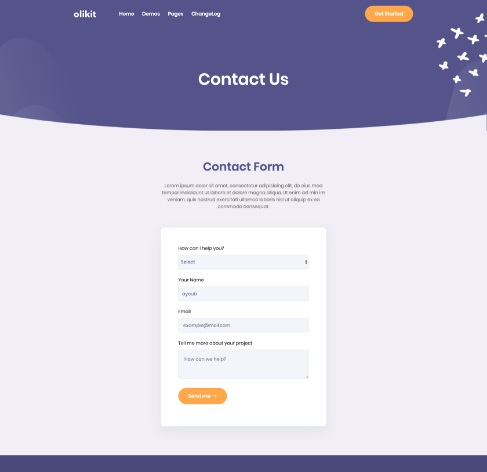 olikit
Home Demos Pages ChangeLog
Get Started
Contact Us
Contact Form
Lorem ipsum dolor sit amet, consectetur adipisicing elit, do eius mod
tempor incididunt ut labore et dolore magna aliqua, Ut enim ad minim
veniam, quis nostrud exercitati ullamco laboris nisi ut aliquip ex ea
commodo consequat.
How can I help you?
Select
Your Name
ayoub
Email
example@mail.com
Tell me more about your project
How can we help?
Send me →